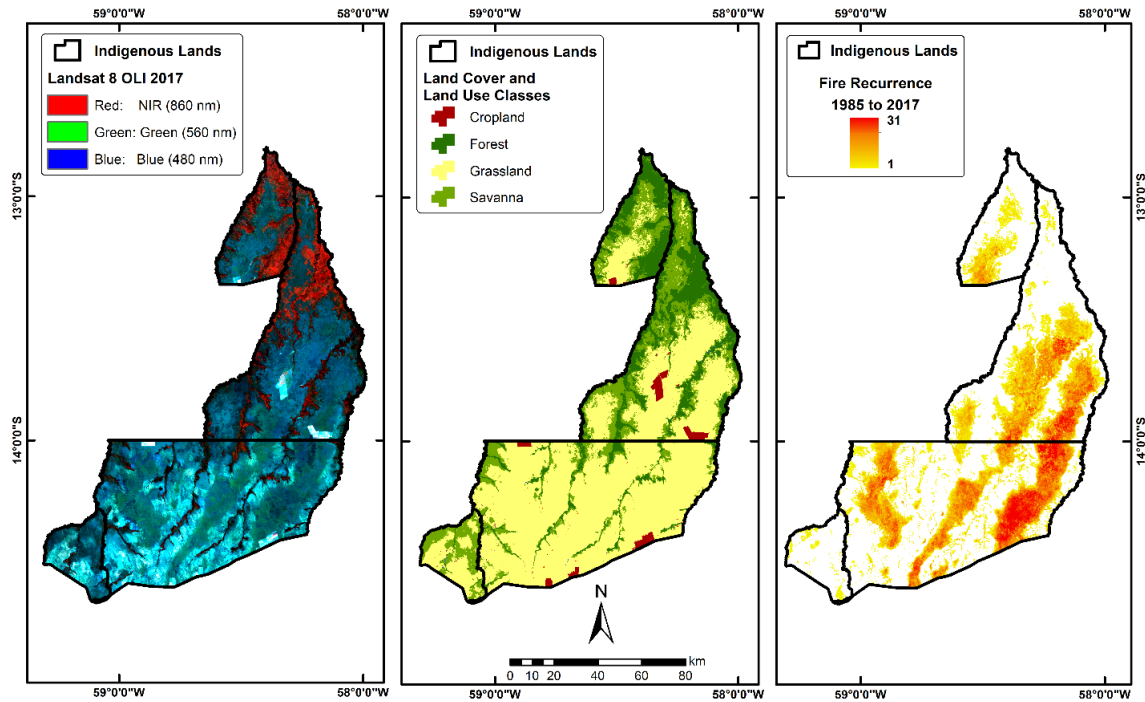 59°0'0"W
58°0'0"W
59°0'0"W
58°0'0"W
59°0'0"W
58°0'0"W
Indigenous Lands
Landsat 8 OLI 2017
Red: NIR (860 nm)
Green: Green (560 nm)
Blue: Blue (480 nm)
13°0'0"S
14°0'0"S
59°0'0"W
58°0'0"W
Indigenous Lands
Land Cover and
Land Use Classes
Cropland
Forest
Grassland
Savanna
N
km
0 10 20 40 60 80
59°0'0"W
58°0'0"W
Indigenous Lands
Fire Recurrence
1985 to 2017
31
1
13°0'0"S
14°0'0"S
59°0'0"W
58°0'0"W